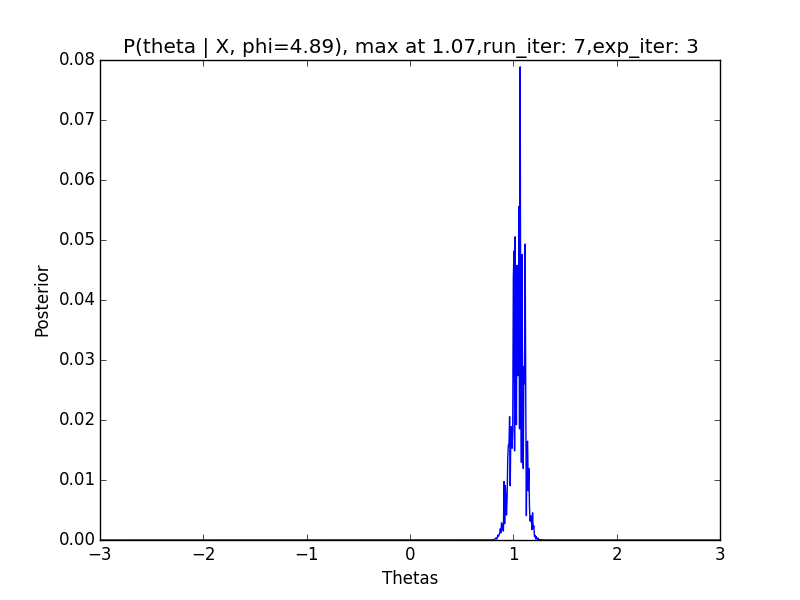 P(theta | X, phi=4.89), max at 1.07,run_iter: 7,exp_iter: 3
0.08
0.07
0.06
0.05
0.04
0.03
0.02
0.01
0.00
Posterior
−3 −2 −1 0 1 2 3
Thetas